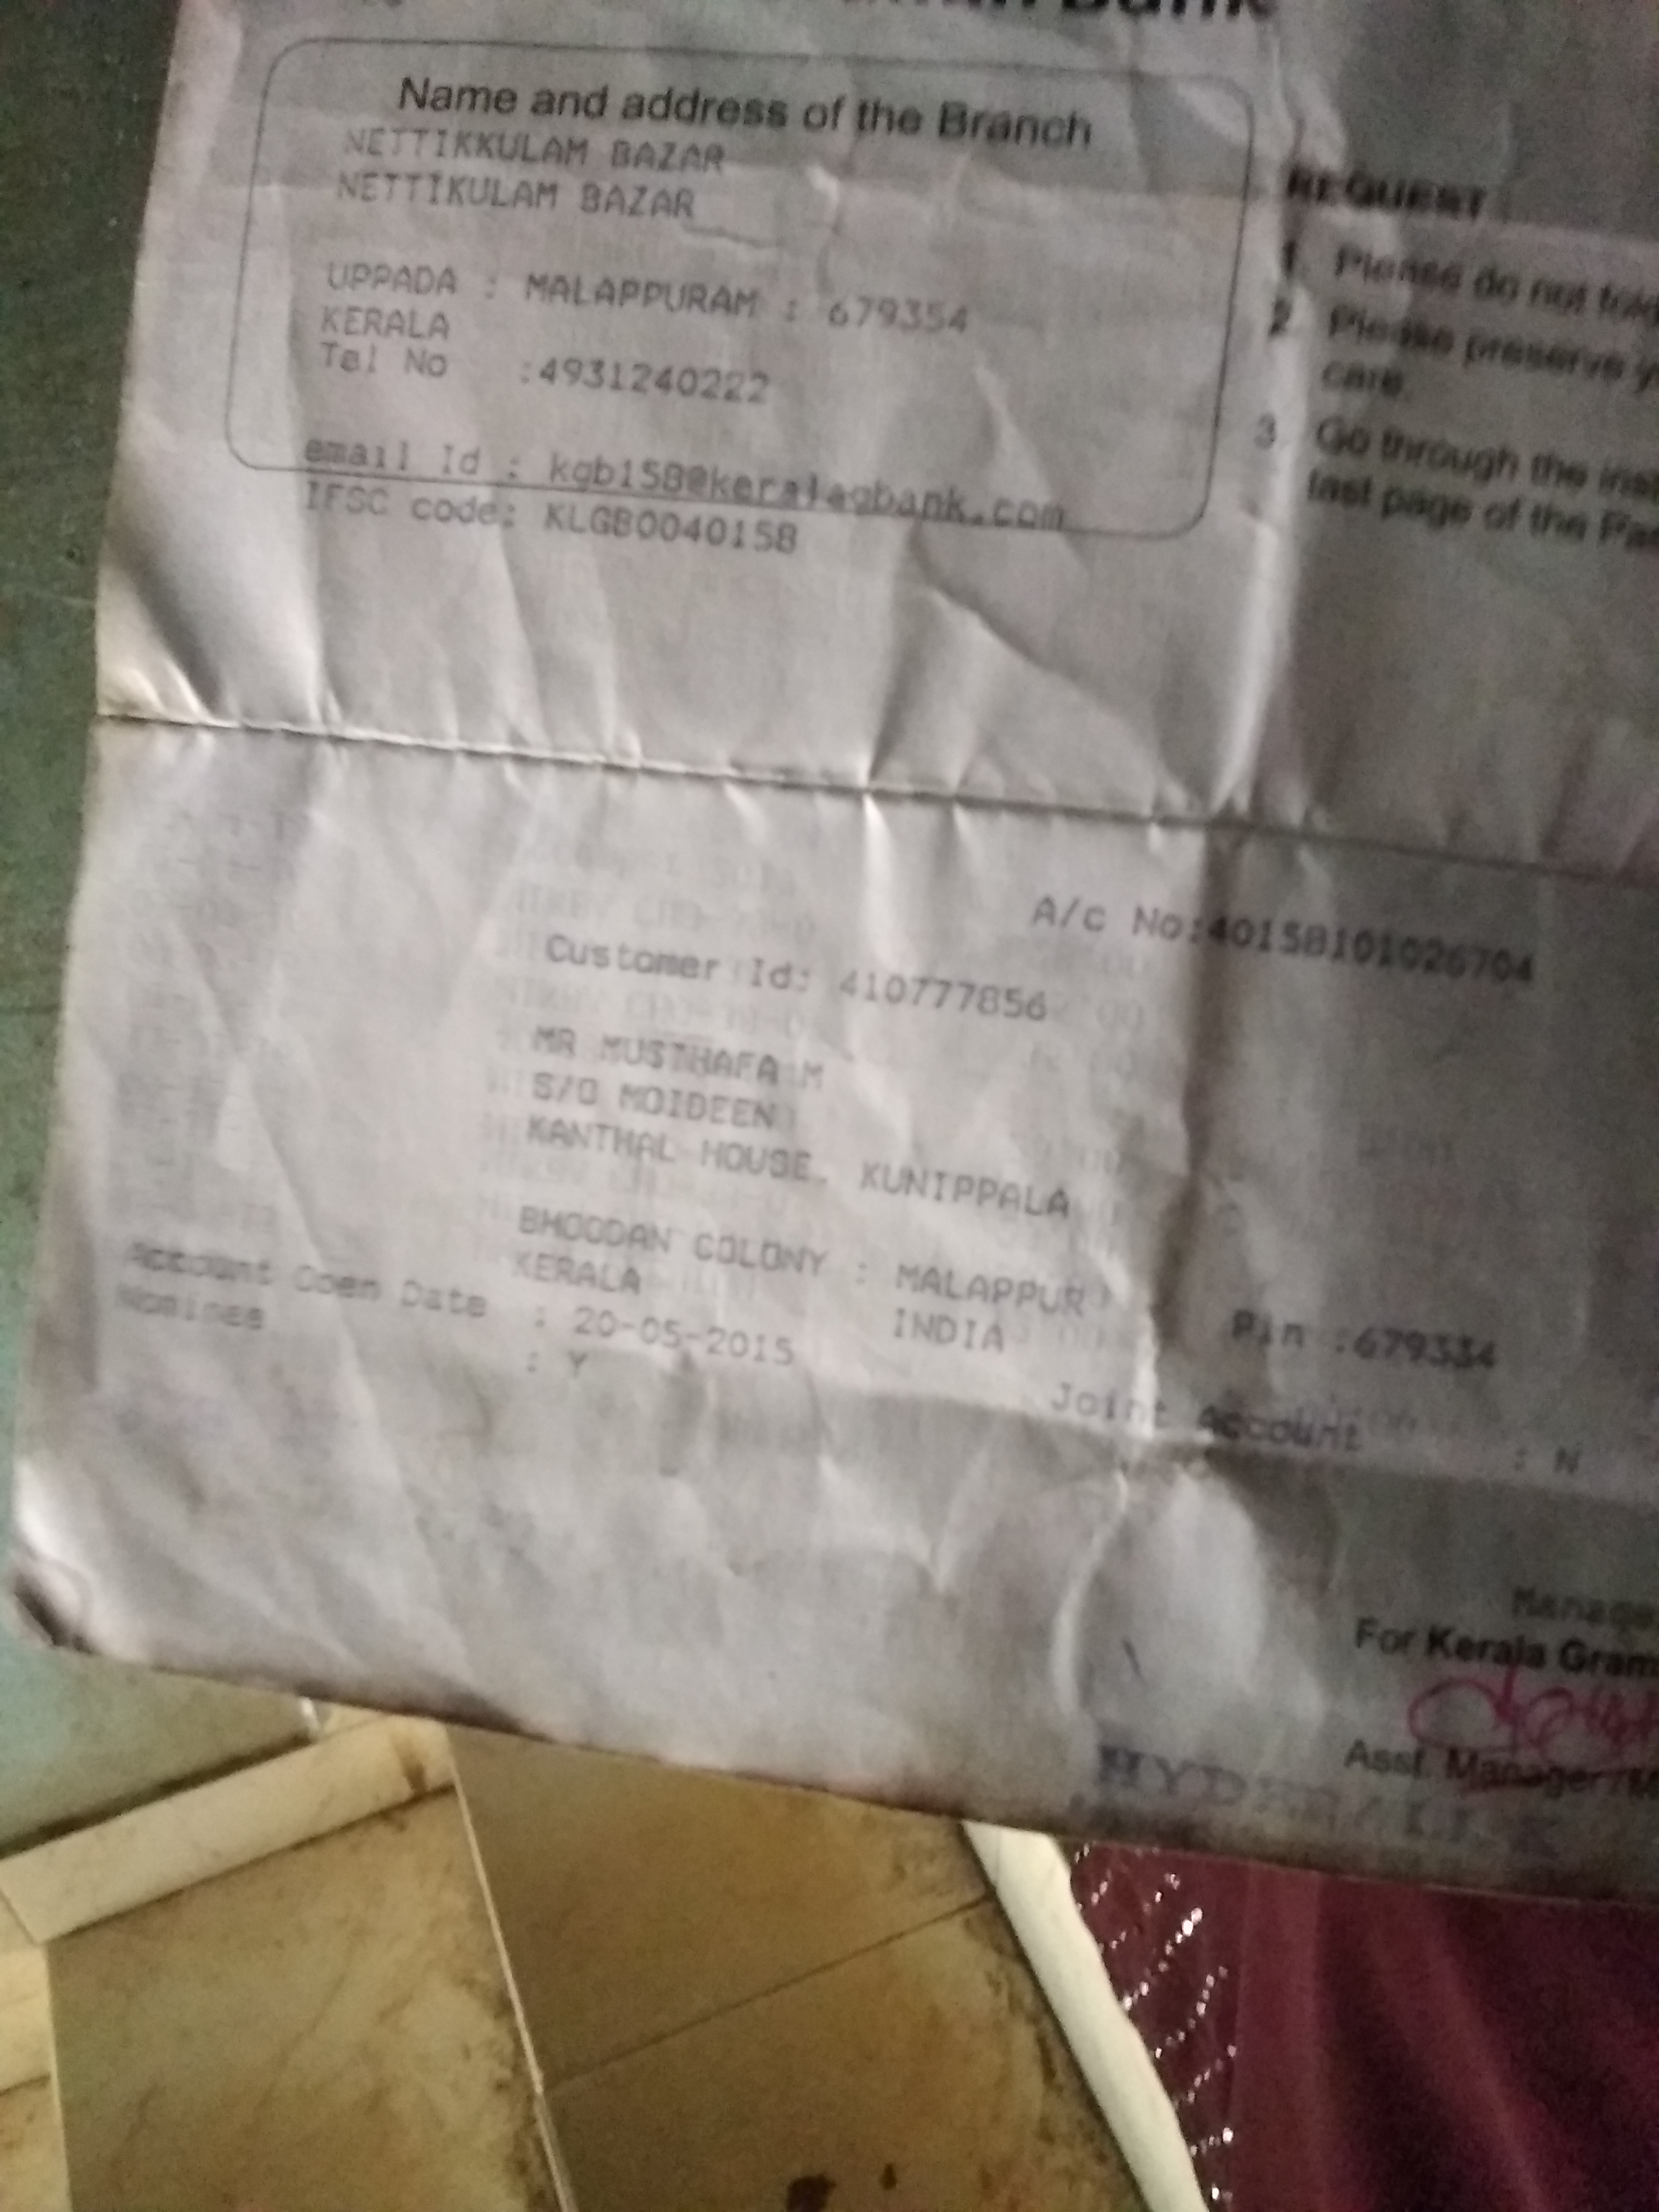 Bank
Name and address of the Branch
NETTIKKULAM BAZAR
NETTIKULAM BAZAR
UPPADA : MALAPPURAM : 679354
KERALA
Tel No :4931240222
email Id : kgb158@keralagbank.com
IFSC code: KLGB0040158
REQUEST
1. Please do not fold
2. Please preserve y
care.
3. Go through the ins
last page of the Pas
A/c No:40158101026704
Customer Id: 410777856
MR MUSTHAFA M
S/O MOIDEEN
KANTHAL HOUSE, KUNIPPALA
BHOODAN COLONY : MALAPPUR
KERALA INDIA Pin :679334
Account Open Date : 20-05-2015
Nominee : Y
Joint Account : N
Manage
For Kerala Gram
Asst. Manager